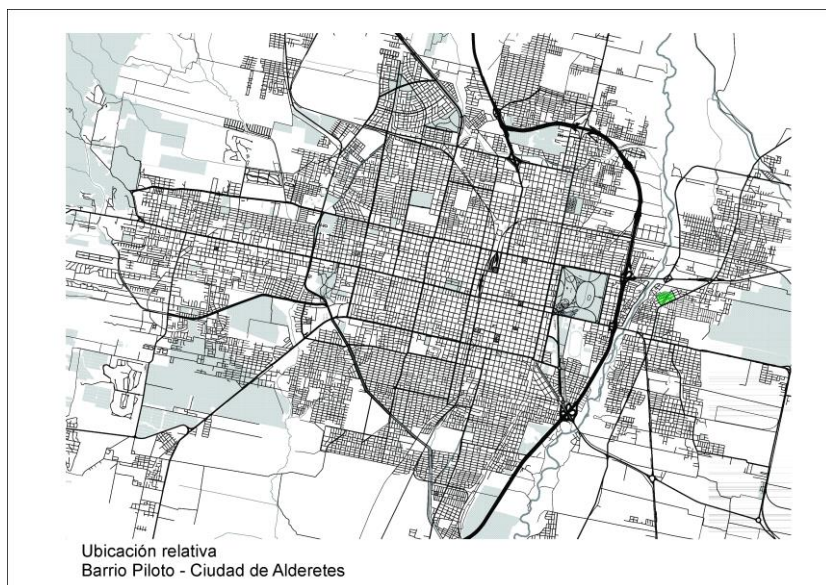 Ubicación relativa
Barrio Piloto - Ciudad de Alderetes